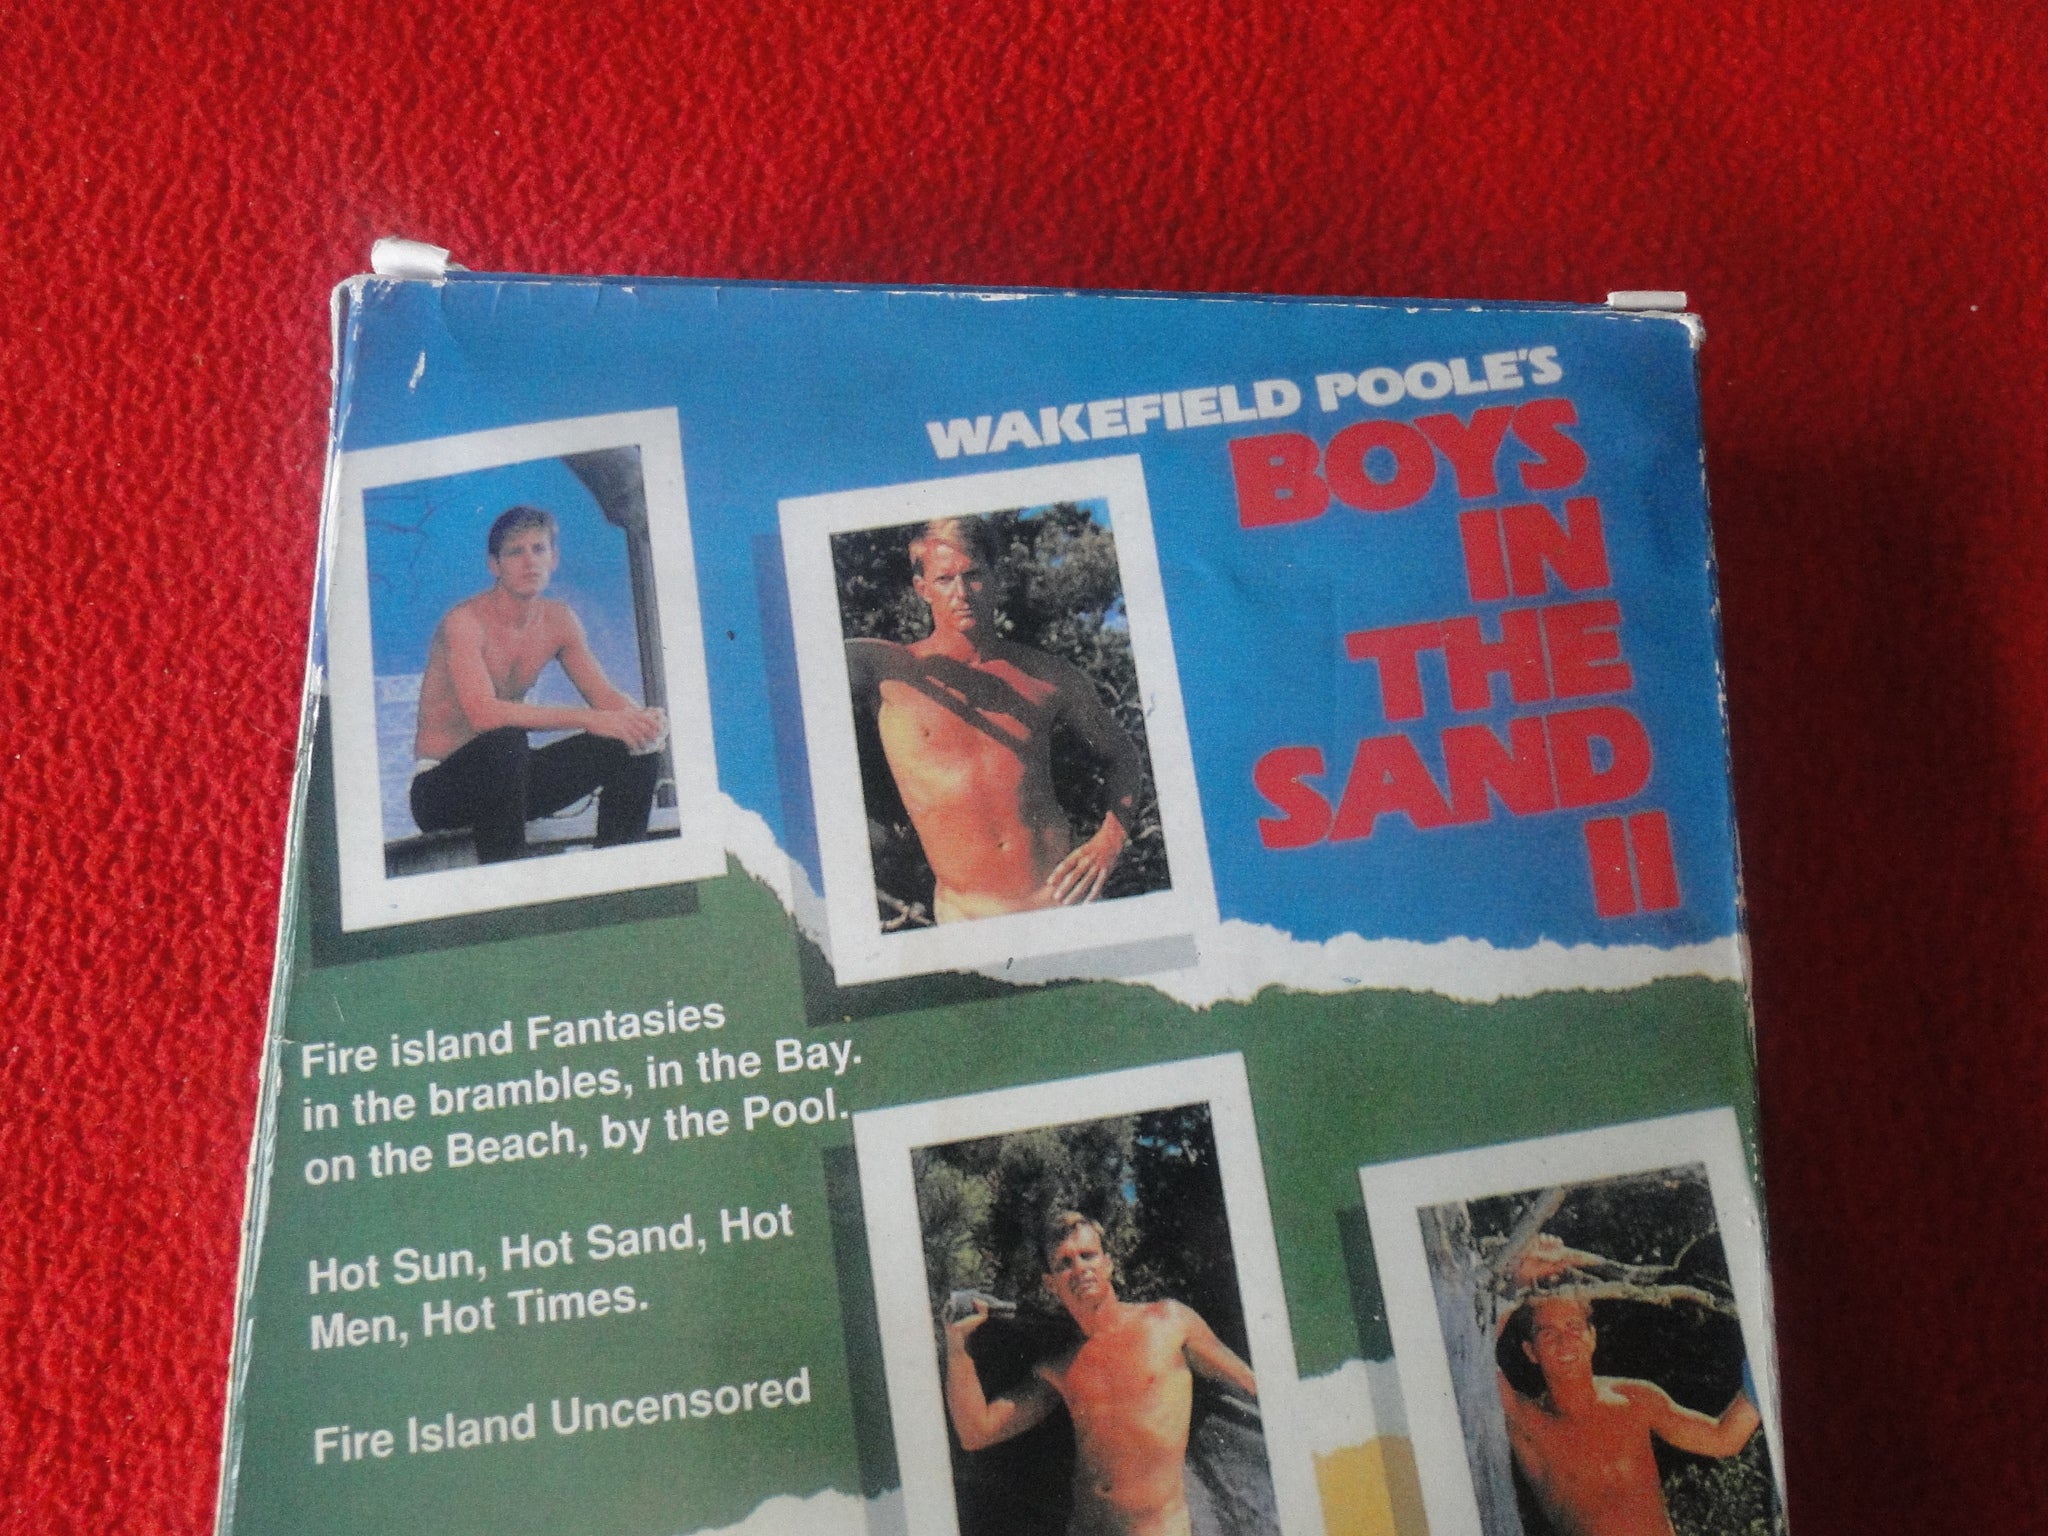 WAKEFIELD POOLE'S
BOYS
IN
THE
SAND
II
Fire island Fantasies
in the brambles, in the Bay.
on the Beach, by the Pool.
Hot Sun, Hot Sand, Hot
Men, Hot Times.
Fire Island Uncensored